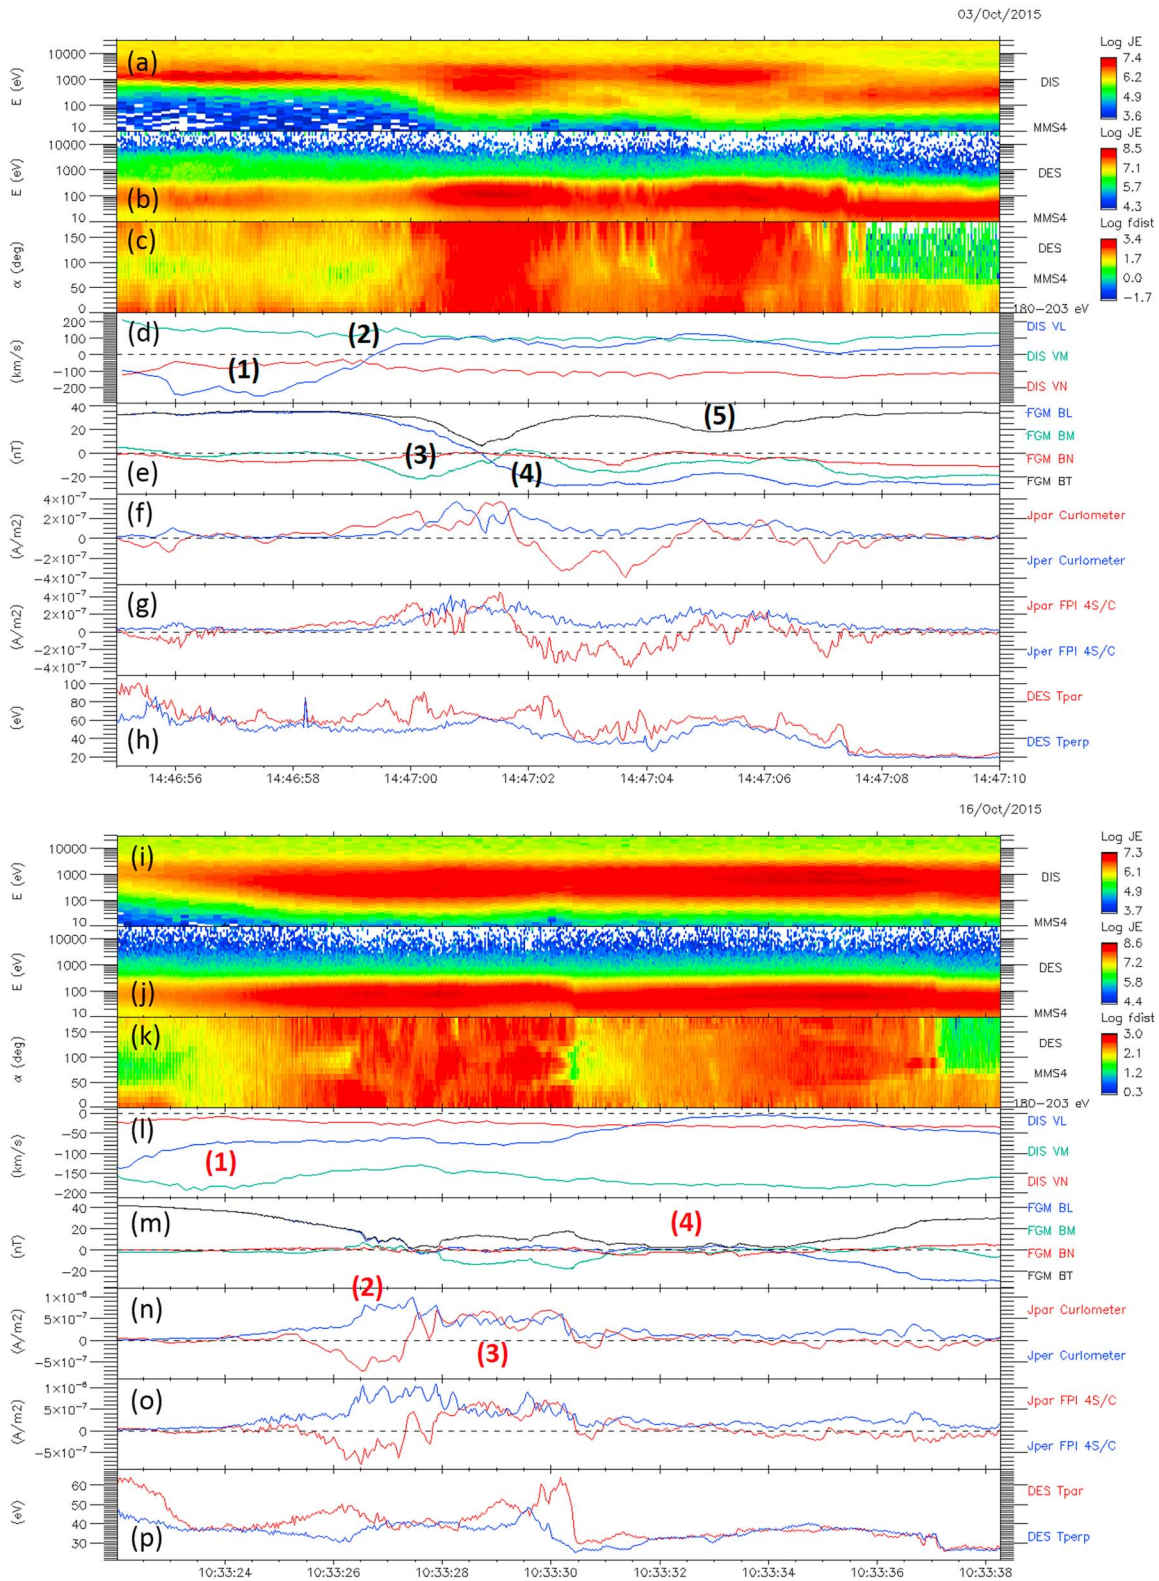 03/Oct/2015
(a)
E (eV)
10000
1000
100
10
DIS
MMS4
Log JE
7.4
6.2
4.9
3.6
(b)
E (eV)
10000
1000
100
10
DES
MMS4
Log JE
8.5
7.1
5.7
4.3
(c)
α (deg)
150
100
50
0
DES
MMS4
180–203 eV
Log fdist
3.4
1.7
0.0
−1.7
(d)
(km/s)
200
100
0
−100
−200
(1)
(2)
DIS VL
DIS VM
DIS VN
(e)
(nT)
40
20
0
−20
(3)
(4)
(5)
FGM BL
FGM BM
FGM BN
FGM BT
(f)
(A/m2)
4×10⁻⁷
2×10⁻⁷
0
−2×10⁻⁷
−4×10⁻⁷
Jpar Curlometer
Jper Curlometer
(g)
(A/m2)
4×10⁻⁷
2×10⁻⁷
0
−2×10⁻⁷
−4×10⁻⁷
Jpar FPI 4S/C
Jper FPI 4S/C
(h)
(eV)
100
80
60
40
20
DES Tpar
DES Tperp
14:46:56 14:46:58 14:47:00 14:47:02 14:47:04 14:47:06 14:47:08 14:47:10
16/Oct/2015
(i)
E (eV)
10000
1000
100
10
DIS
MMS4
Log JE
7.3
6.1
4.9
3.7
(j)
E (eV)
10000
1000
100
10
DES
MMS4
Log JE
8.6
7.2
5.8
4.4
(k)
α (deg)
150
100
50
0
DES
MMS4
180–203 eV
Log fdist
3.0
2.1
1.2
0.3
(l)
(km/s)
0
−50
−100
−150
−200
(1)
DIS VL
DIS VM
DIS VN
(m)
(nT)
40
20
0
−20
(4)
FGM BL
FGM BM
FGM BN
FGM BT
(n)
(A/m2)
1×10⁻⁶
5×10⁻⁷
0
−5×10⁻⁷
(2)
(3)
Jpar Curlometer
Jper Curlometer
(o)
(A/m2)
1×10⁻⁶
5×10⁻⁷
0
−5×10⁻⁷
Jpar FPI 4S/C
Jper FPI 4S/C
(p)
(eV)
60
50
40
30
DES Tpar
DES Tperp
10:33:24 10:33:26 10:33:28 10:33:30 10:33:32 10:33:34 10:33:36 10:33:38